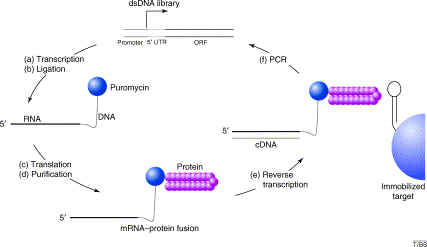 dsDNA library
Promoter 5′ UTR ORF
(a) Transcription
(b) Ligation
(f) PCR
Puromycin
RNA
DNA
5′
5′
cDNA
(c) Translation
(d) Purification
Protein
(e) Reverse
transcription
Immobilized
target
5′
mRNA–protein fusion
TiBS